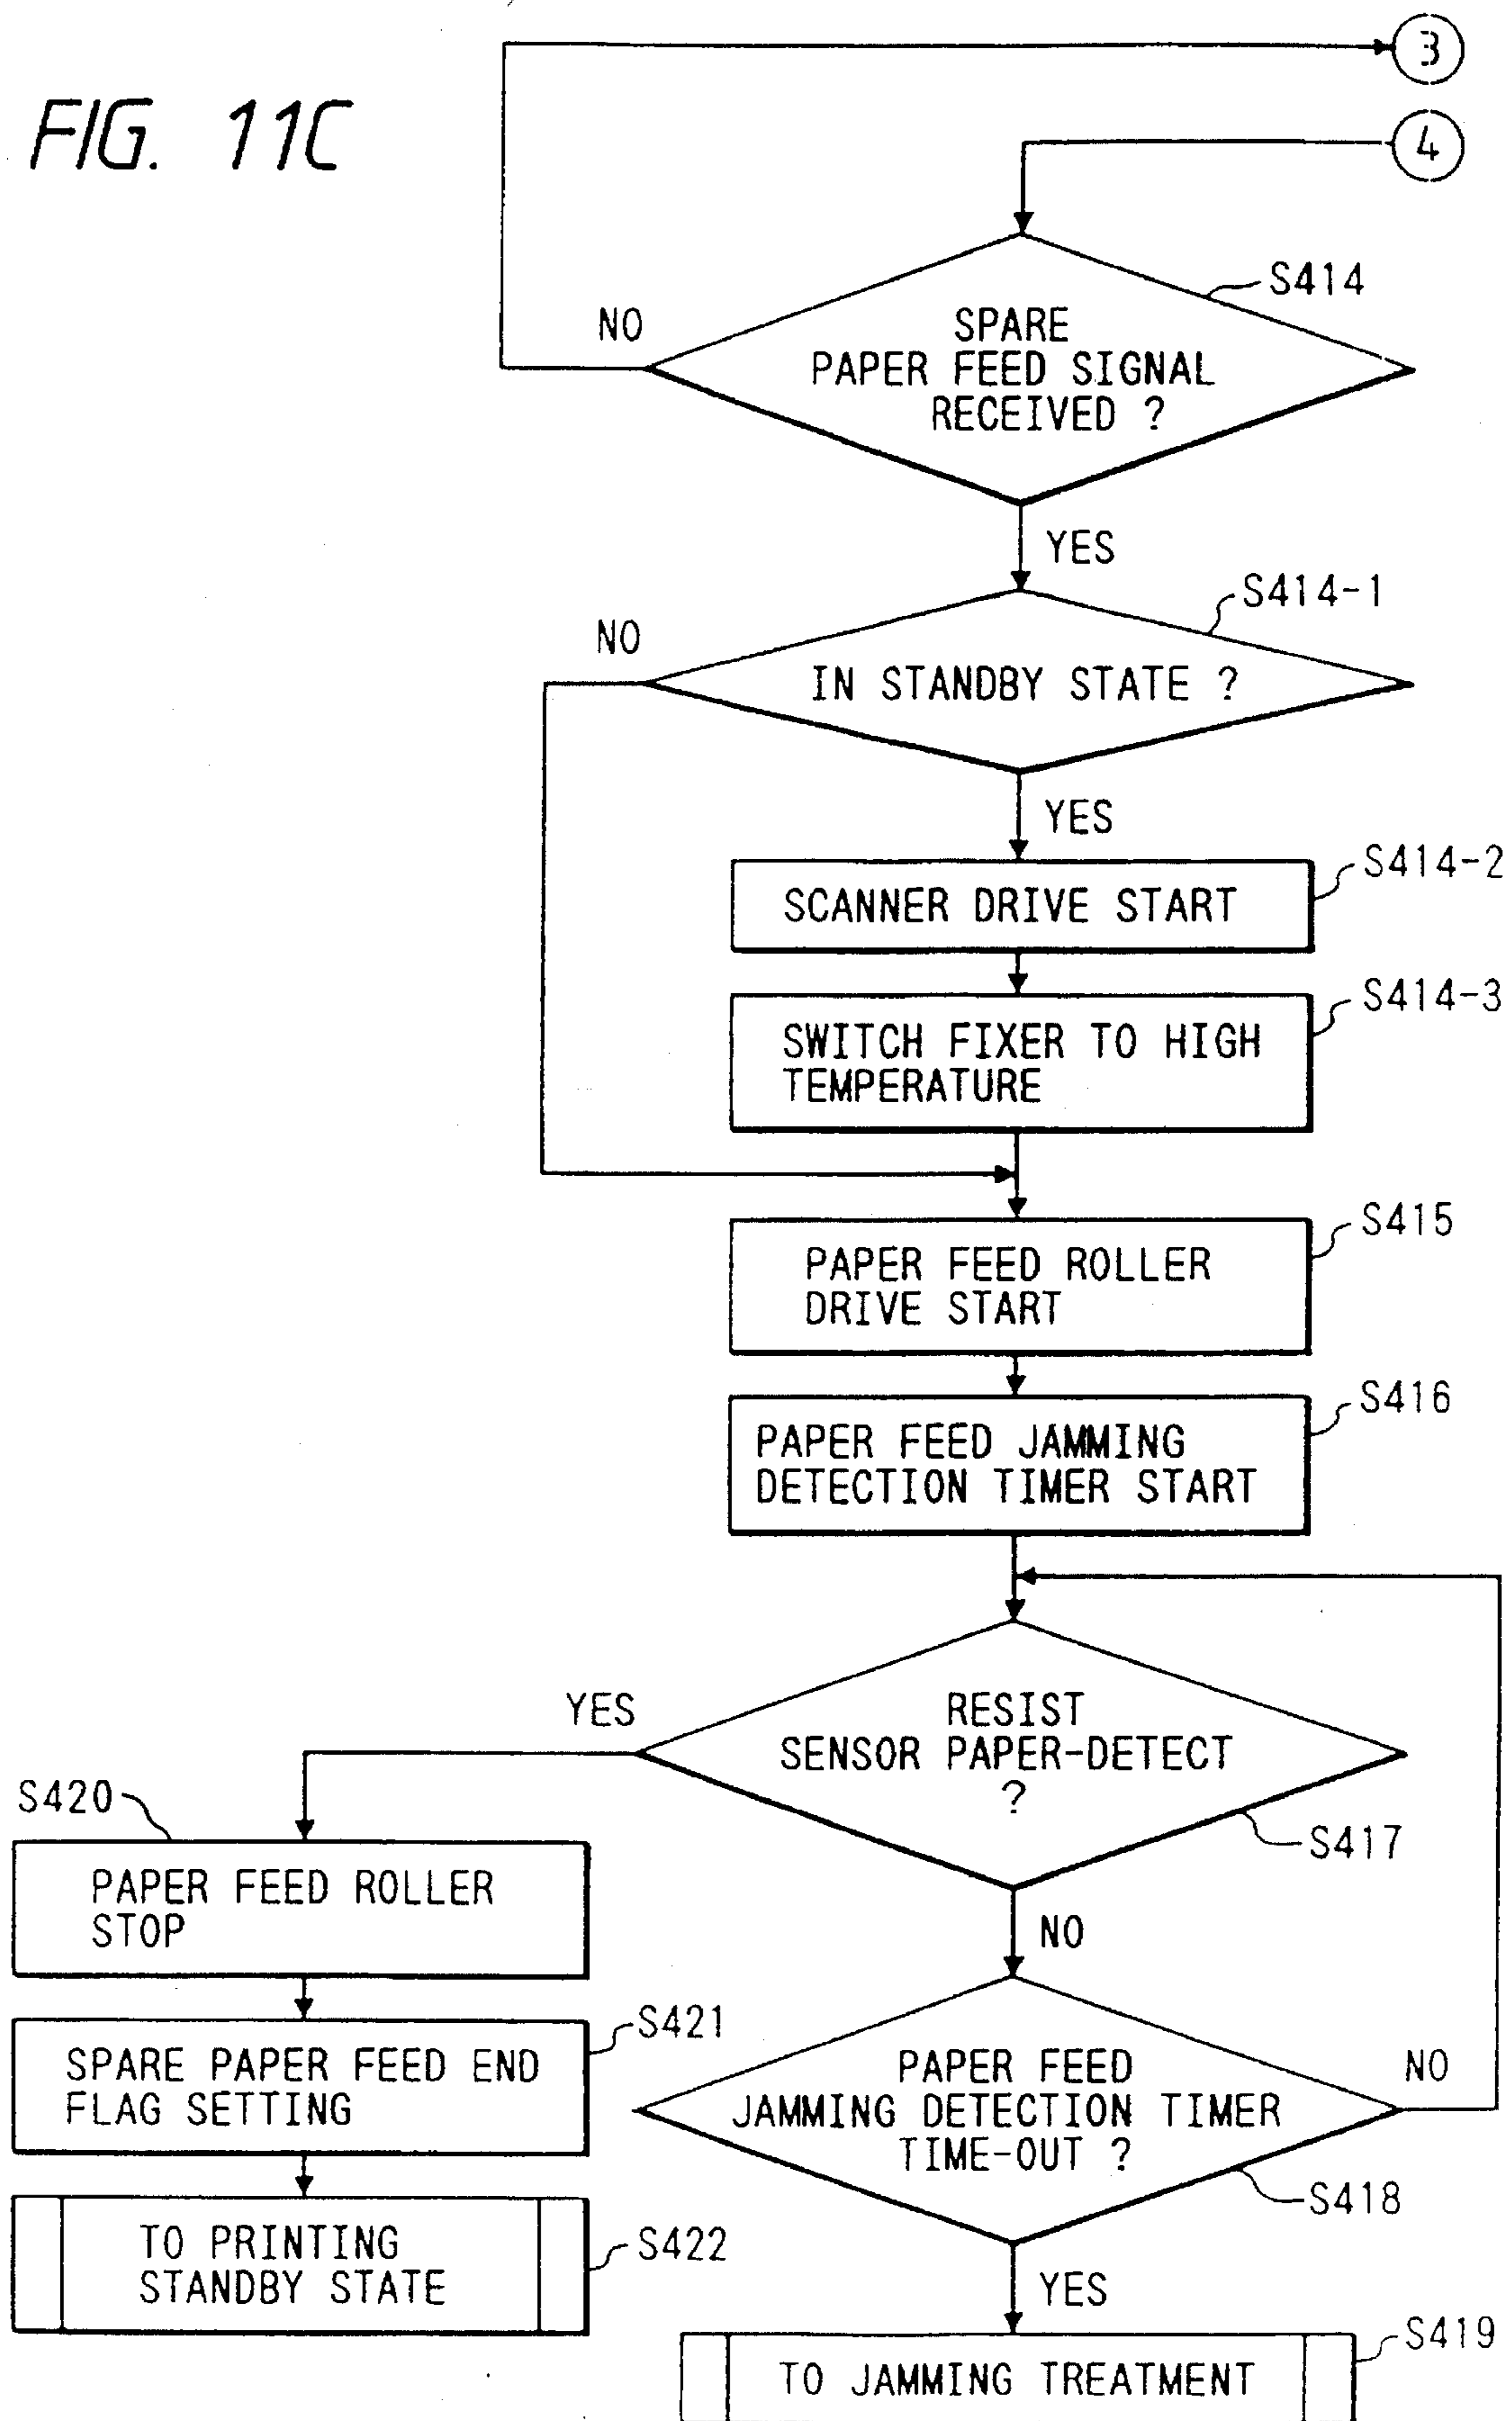 FIG. 11C
3
4
S414
NO
SPARE
PAPER FEED SIGNAL
RECEIVED ?
YES
S414-1
NO
IN STANDBY STATE ?
YES
S414-2
SCANNER DRIVE START
S414-3
SWITCH FIXER TO HIGH
TEMPERATURE
S415
PAPER FEED ROLLER
DRIVE START
S416
PAPER FEED JAMMING
DETECTION TIMER START
YES
RESIST
SENSOR PAPER-DETECT
?
S417
NO
S420
PAPER FEED ROLLER
STOP
S421
SPARE PAPER FEED END
FLAG SETTING
S422
TO PRINTING
STANDBY STATE
PAPER FEED
JAMMING DETECTION TIMER
TIME-OUT ?
NO
S418
YES
S419
TO JAMMING TREATMENT